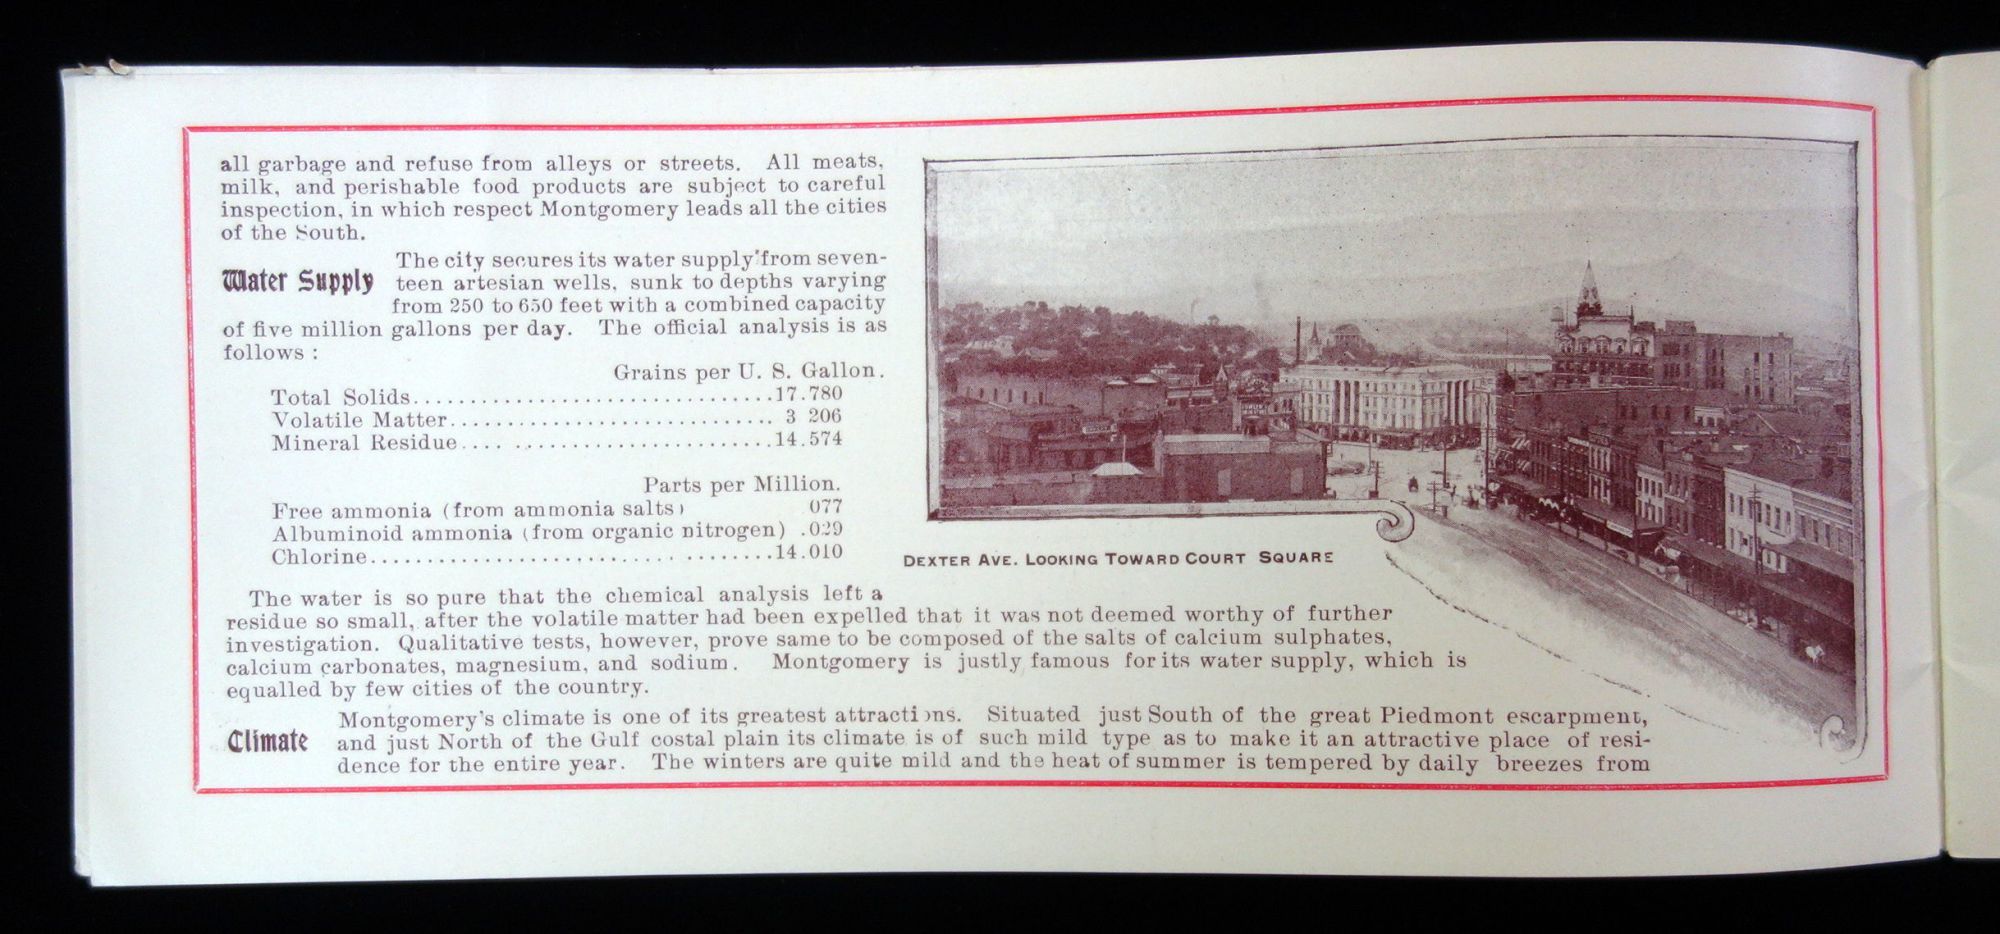 all garbage and refuse from alleys or streets. All meats,
milk, and perishable food products are subject to careful
inspection, in which respect Montgomery leads all the cities
of the South.
Water Supply
The city secures its water supply from seven-
teen artesian wells, sunk to depths varying
from 250 to 650 feet with a combined capacity
of five million gallons per day. The official analysis is as
follows :
Grains per U. S. Gallon.
Total Solids.................................17.780
Volatile Matter............................. 3 206
Mineral Residue.... .......................14.574
Parts per Million.
Free ammonia (from ammonia salts) 077
Albuminoid ammonia (from organic nitrogen) .029
Chlorine............................ ........14.010
DEXTER AVE. LOOKING TOWARD COURT SQUARE
The water is so pure that the chemical analysis left a
residue so small, after the volatile matter had been expelled that it was not deemed worthy of further
investigation. Qualitative tests, however, prove same to be composed of the salts of calcium sulphates,
calcium carbonates, magnesium, and sodium. Montgomery is justly famous for its water supply, which is
equalled by few cities of the country.
Climate
Montgomery's climate is one of its greatest attractions. Situated just South of the great Piedmont escarpment,
and just North of the Gulf costal plain its climate is of such mild type as to make it an attractive place of resi-
dence for the entire year. The winters are quite mild and the heat of summer is tempered by daily breezes from